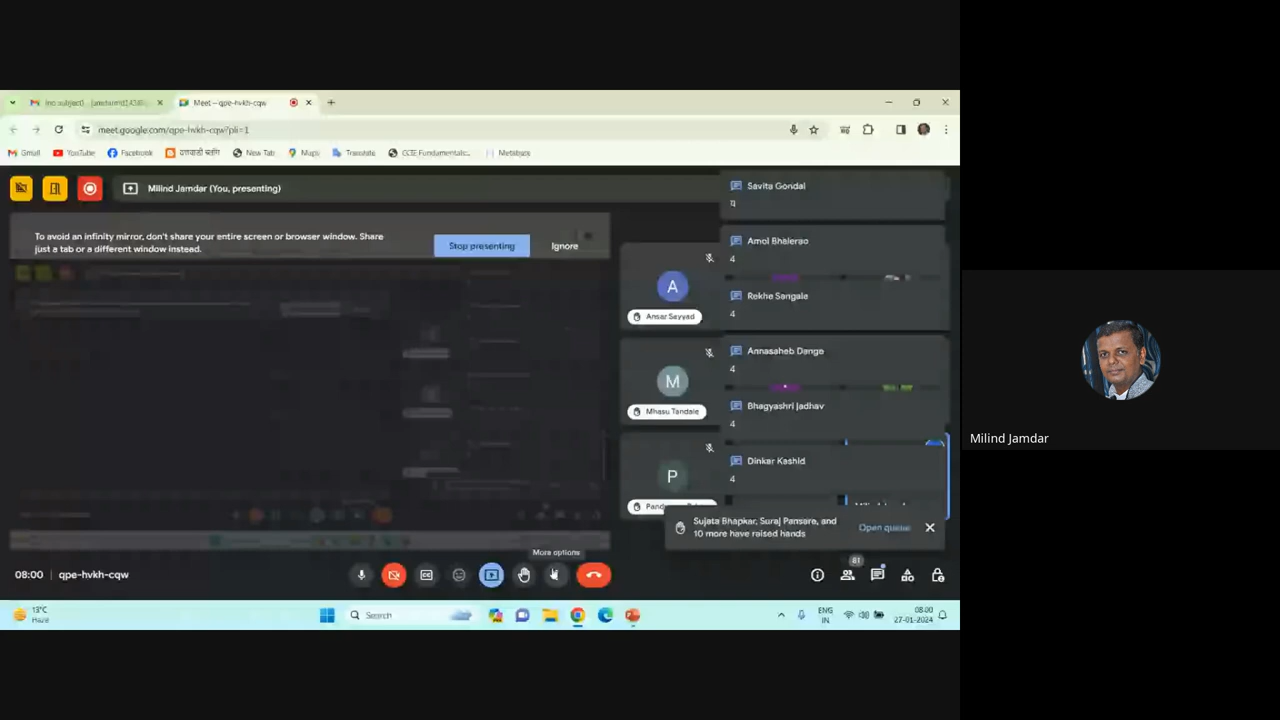 (no subject)
Meet – qpe-hvkh-cqw
meet.google.com/qpe-hvkh-cqw?pli=1
Gmail
YouTube
Facebook
New Tab
Maps
Translate
CCTE Fundamentals...
Metabase
Milind Jamdar (You, presenting)
To avoid an infinity mirror, don't share your entire screen or browser window. Share
just a tab or a different window instead.
Stop presenting
Ignore
A
Ansar Sayyad
M
Mhasu Tandale
P
Savita Gondal
Amol Bhalerao
4
Rekha Sangale
4
Annasaheb Dange
4
Bhagyashri Jadhav
4
Dinkar Kashid
4
Sujata Bhapkar, Suraj Pansare, and
10 more have raised hands
Open queue
More options
08:00 | qpe-hvkh-cqw
81
13°C
Haze
Search
ENG
IN
08:00
27-01-2024
Milind Jamdar